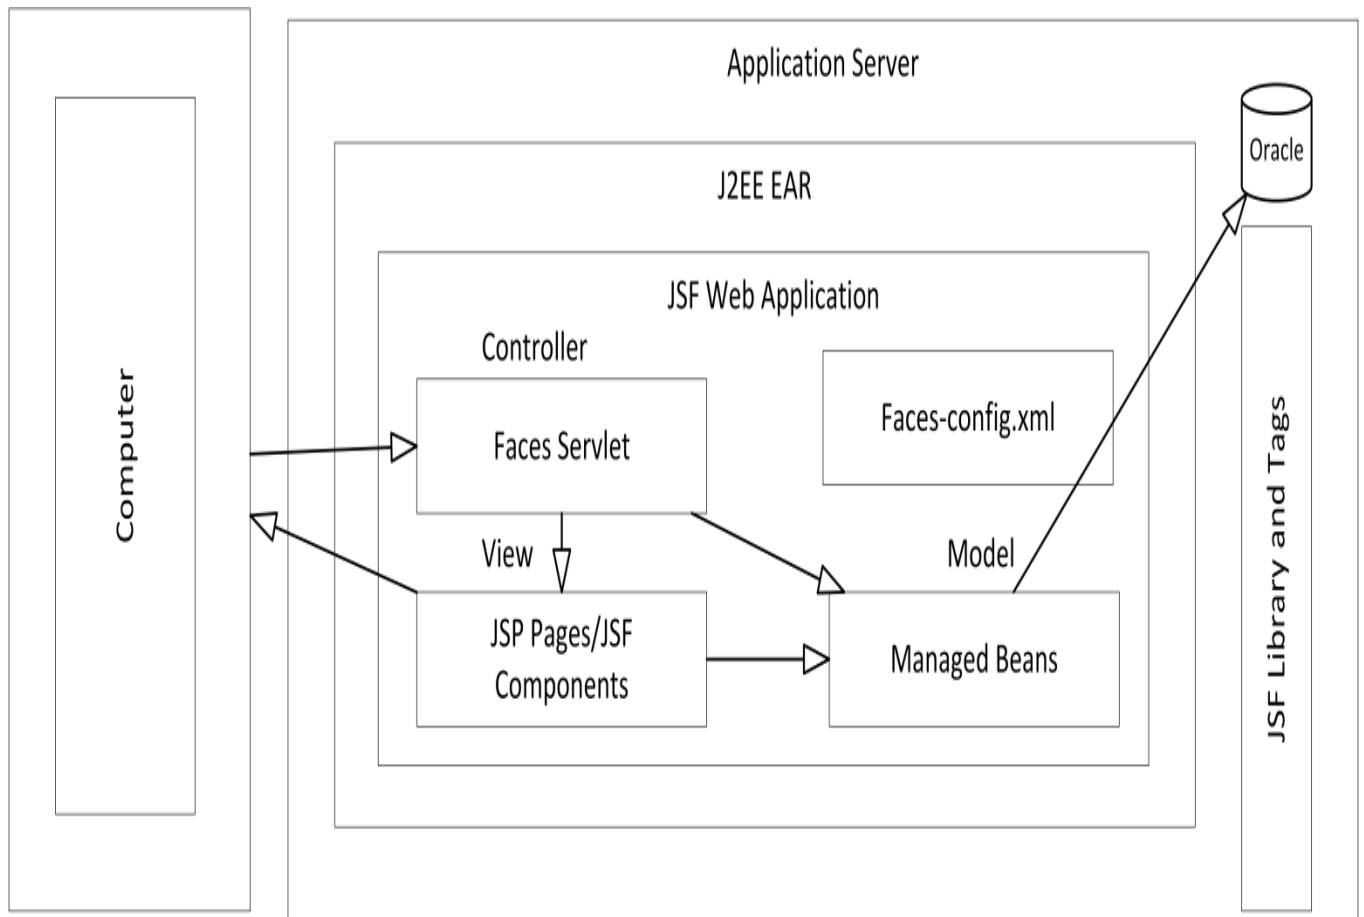 Application Server
Oracle
J2EE EAR
JSF Web Application
Controller
Faces Servlet
Faces-config.xml
Computer
View
Model
JSP Pages/JSF
Components
Managed Beans
JSF Library and Tags